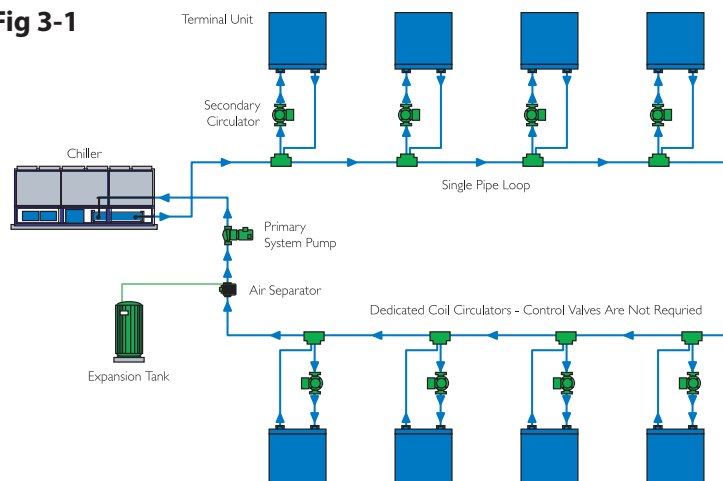 Fig 3-1
Terminal Unit
Secondary
Circulator
Chiller
Single Pipe Loop
Primary
System Pump
Air Separator
Dedicated Coil Circulators - Control Valves Are Not Requried
Expansion Tank